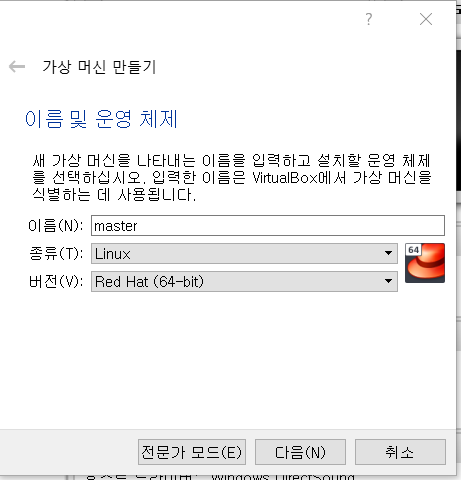 ?
가상 머신 만들기
이름 및 운영 체제
새 가상 머신을 나타내는 이름을 입력하고 설치할 운영 체제
를 선택하십시오. 입력한 이름은 VirtualBox에서 가상 머신을
식별하는 데 사용됩니다.
이름(N): master
종류(T): Linux
64
버전(V): Red Hat (64-bit)
전문가 모드(E) 다음(N) 취소
Windows DirectSound